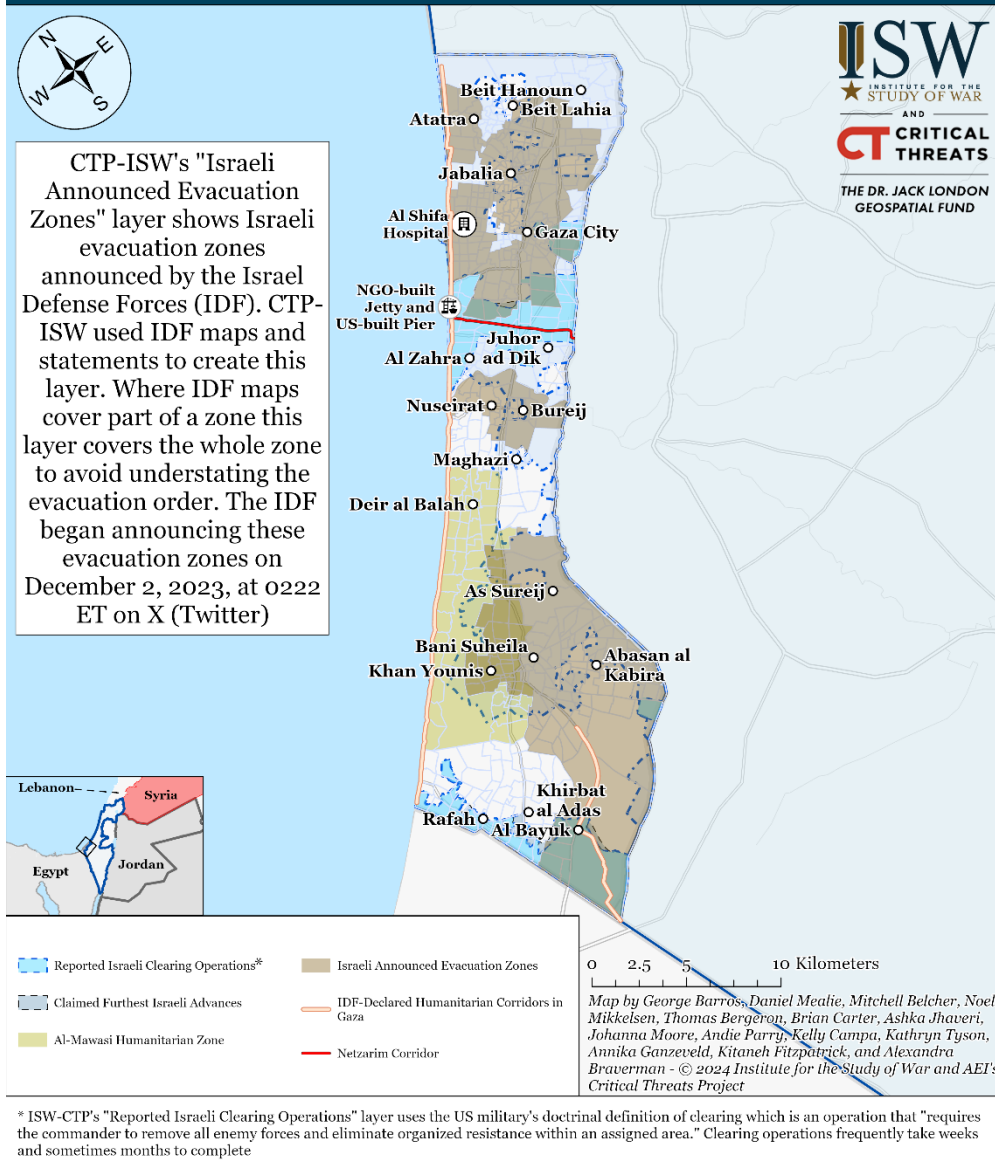 N
E
W
S
ISW
INSTITUTE FOR THE
STUDY OF WAR
AND
CT CRITICAL
THREATS
THE DR. JACK LONDON
GEOSPATIAL FUND
CTP-ISW's "Israeli
Announced Evacuation
Zones" layer shows Israeli
evacuation zones
announced by the Israel
Defense Forces (IDF). CTP-
ISW used IDF maps and
statements to create this
layer. Where IDF maps
cover part of a zone this
layer covers the whole
zone to avoid understating the
evacuation order. The IDF
began announcing these
evacuation zones on
December 2, 2023, at 0222
ET on X (Twitter)
Beit Hanoun
Beit Lahia
Atatra
Jabalia
Al Shifa
Hospital
Gaza City
NGO-built
Jetty and
US-built Pier
Juhor
ad Dik
Al Zahra
Nuseirat
Bureij
Maghazi
Deir al Balah
As Sureij
Bani Suheila
Abasan al
Kabira
Khan Younis
Khirbat
al Adas
Rafah
Al Bayuk
Lebanon
Syria
Jordan
Egypt
Reported Israeli Clearing Operations*
Claimed Furthest Israeli Advances
Al-Mawasi Humanitarian Zone
Israeli Announced Evacuation Zones
IDF-Declared Humanitarian Corridors in
Gaza
Netzarim Corridor
0 2.5 5 10 Kilometers
Map by George Barros, Daniel Mealie, Mitchell Belcher, Noel
Mikkelsen, Thomas Bergeron, Brian Carter, Ashka Jhaveri,
Johanna Moore, Andie Parry, Kelly Campa, Kathryn Tyson,
Annika Ganzeveld, Kitaneh Fitzpatrick, and Alexandra
Braverman - © 2024 Institute for the Study of War and AEI's
Critical Threats Project
* ISW-CTP's "Reported Israeli Clearing Operations" layer uses the US military's doctrinal definition of clearing which is an operation that "requires
the commander to remove all enemy forces and eliminate organized resistance within an assigned area." Clearing operations frequently take weeks
and sometimes months to complete